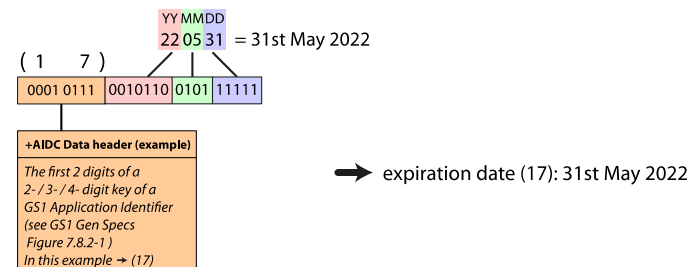 YY MM DD
22 05 31 = 31st May 2022
( 1 7 )
0001 0111 0010110 0101 11111
+AIDC Data header (example)
The first 2 digits of a
2- / 3- / 4- digit key of a
GS1 Application Identifier
(see GS1 Gen Specs
Figure 7.8.2-1 )
In this example → (17)
➡ expiration date (17): 31st May 2022